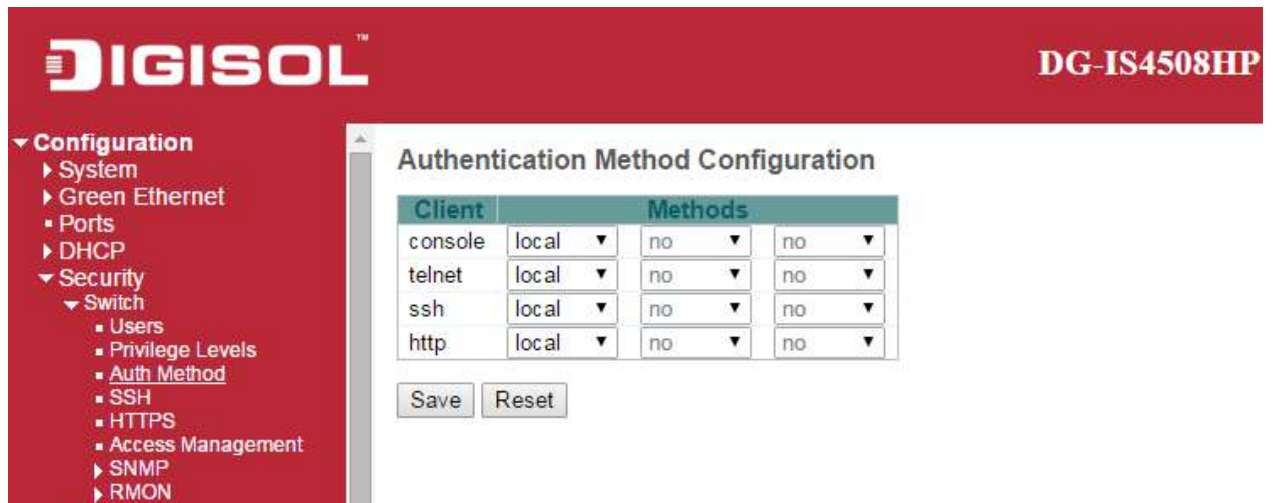 DIGISOL™
DG-IS4508HP
Configuration
System
Green Ethernet
Ports
DHCP
Security
Switch
Users
Privilege Levels
Auth Method
SSH
HTTPS
Access Management
SNMP
RMON
Authentication Method Configuration
Client Methods
console local no no
telnet local no no
ssh local no no
http local no no
Save Reset